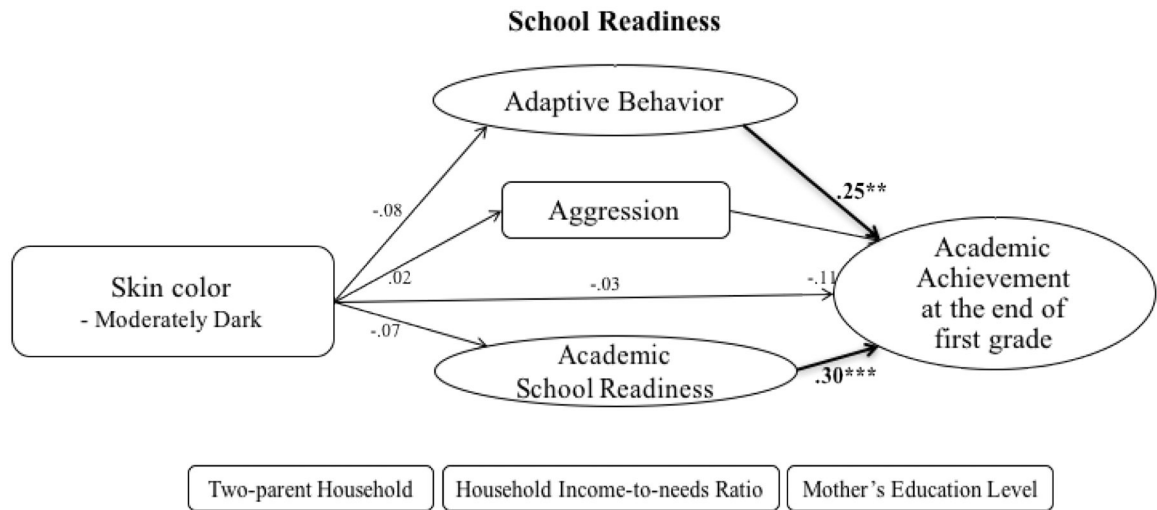 School Readiness
Adaptive Behavior
.25**
-.08
Aggression
Skin color
- Moderately Dark
.02
-.03
-.11
-.07
Academic
Achievement
at the end of
first grade
Academic
School Readiness
.30***
Two-parent Household
Household Income-to-needs Ratio
Mother's Education Level